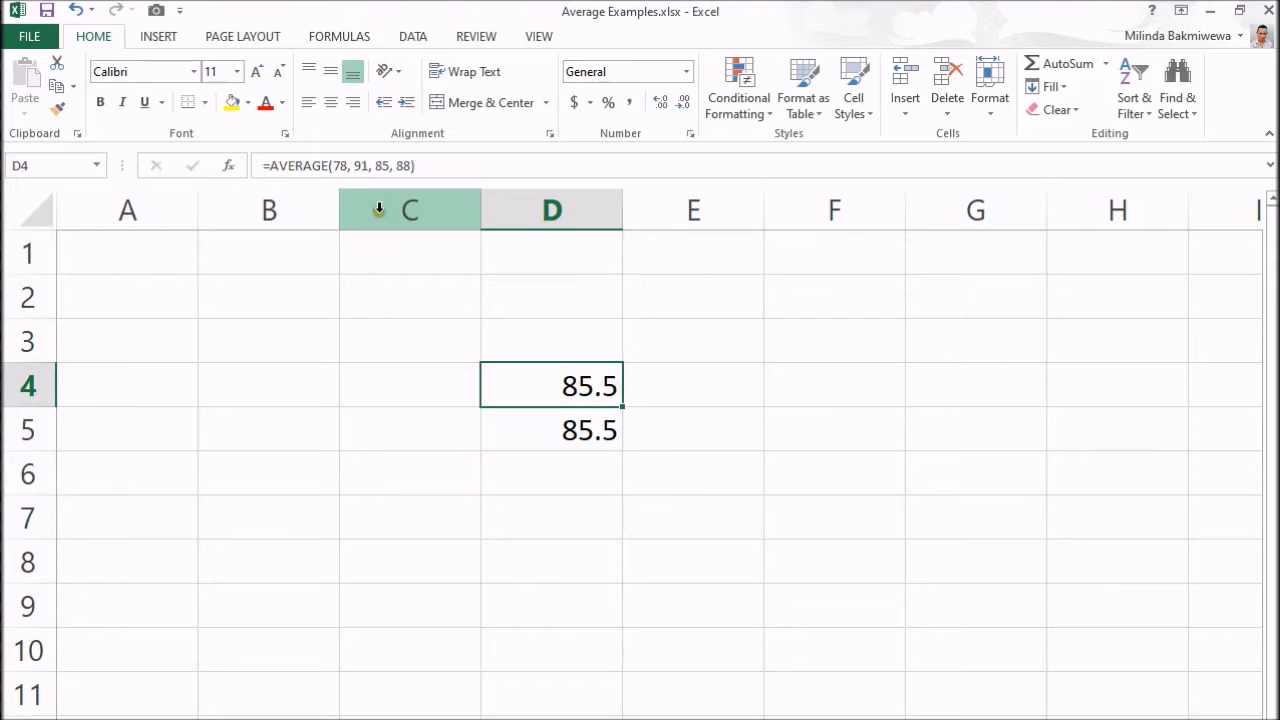 Average Examples.xlsx - Excel
?
FILE HOME INSERT PAGE LAYOUT FORMULAS DATA REVIEW VIEW Milinda Bakmiwewa
Paste
Calibri 11 A A
B I U A
Wrap Text
Merge & Center
General
$ % ,
Conditional Formatting
Format as Table
Cell Styles
Insert
Delete
Format
AutoSum
Fill
Clear
Sort & Filter
Find & Select
Clipboard Font Alignment Number Styles Cells Editing
D4 fx =AVERAGE(78, 91, 85, 88)
A B C D E F G H I
1
2
3
4 85.5
5 85.5
6
7
8
9
10
11